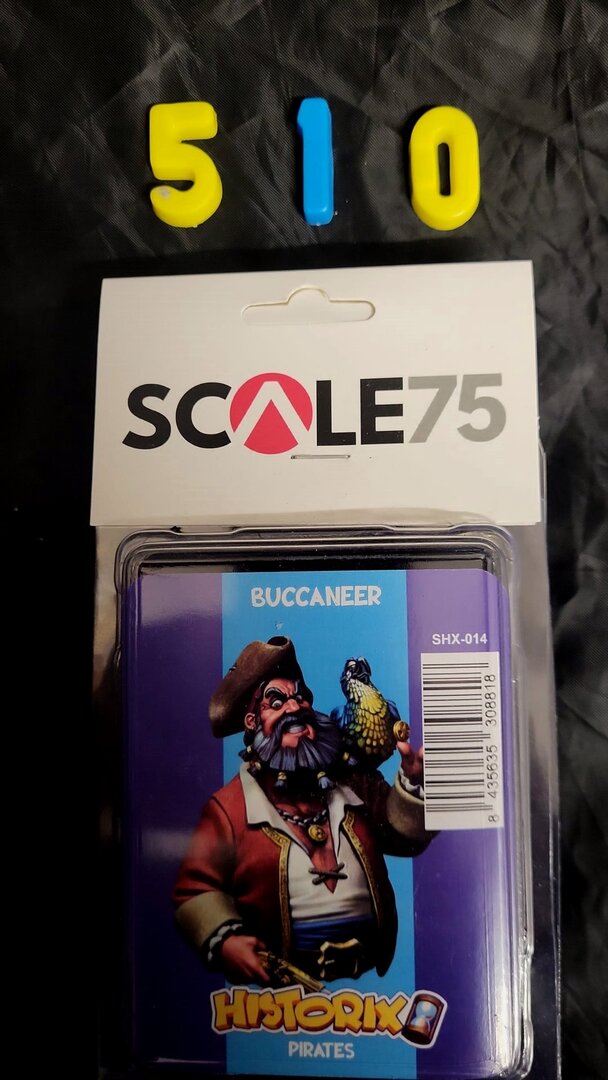 510
SCALE75
BUCCANEER
SHX-014
8 435635 308818
HISTORIX
PIRATES